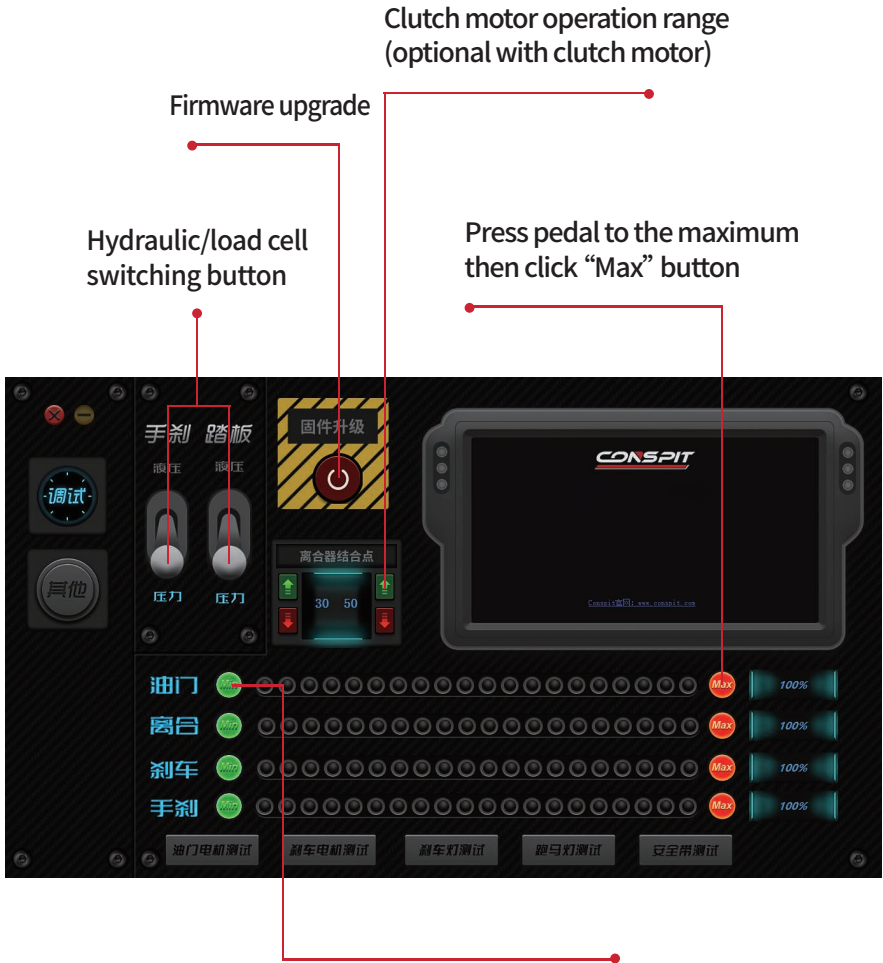 Clutch motor operation range
(optional with clutch motor)
Firmware upgrade
Hydraulic/load cell
switching button
Press pedal to the maximum
then click “Max” button
手刹 踏板
液压 液压
压力 压力
固件升级
调试
其他
离合器结合点
30 50
CONSPIT
Conspit官网: www.conspit.com
油门 Min Max 100%
离合 Min Max 100%
刹车 Min Max 100%
手刹 Min Max 100%
油门电机测试 刹车电机测试 刹车灯测试 跑马灯测试 安全带测试